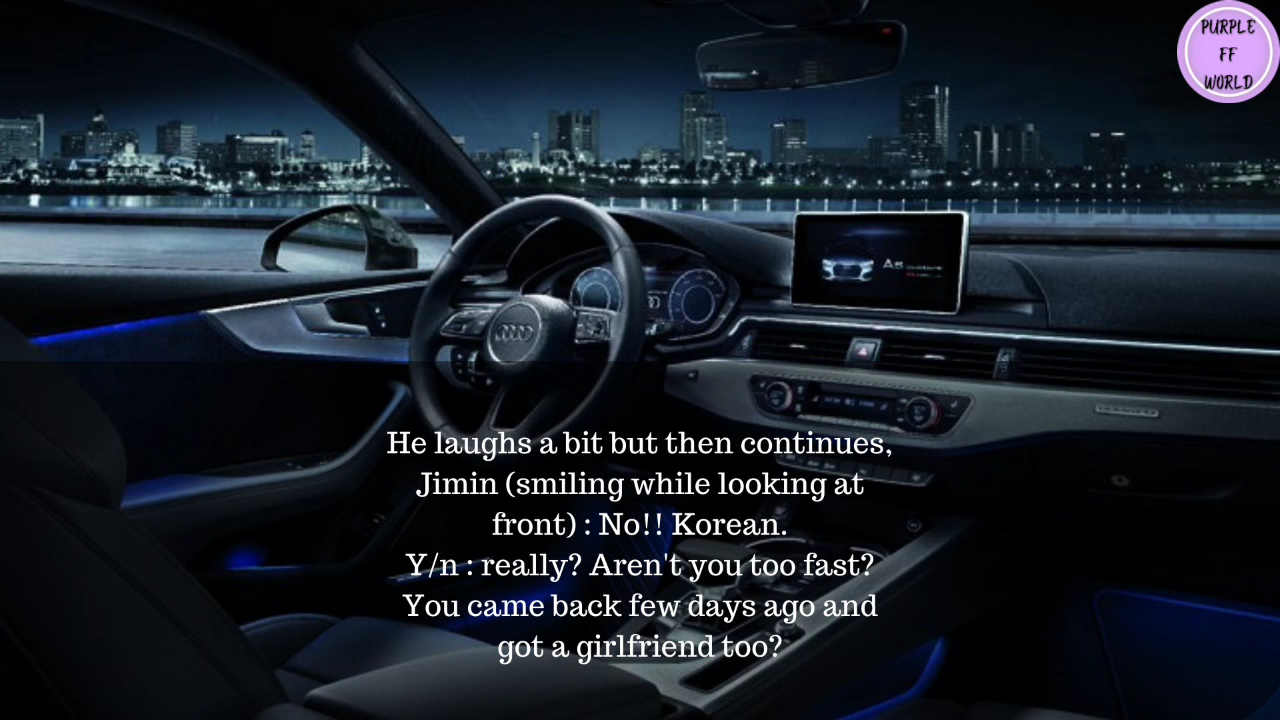 PURPLE
FF
WORLD
He laughs a bit but then continues,
Jimin (smiling while looking at
front) : No!! Korean.
Y/n : really? Aren't you too fast?
You came back few days ago and
got a girlfriend too?